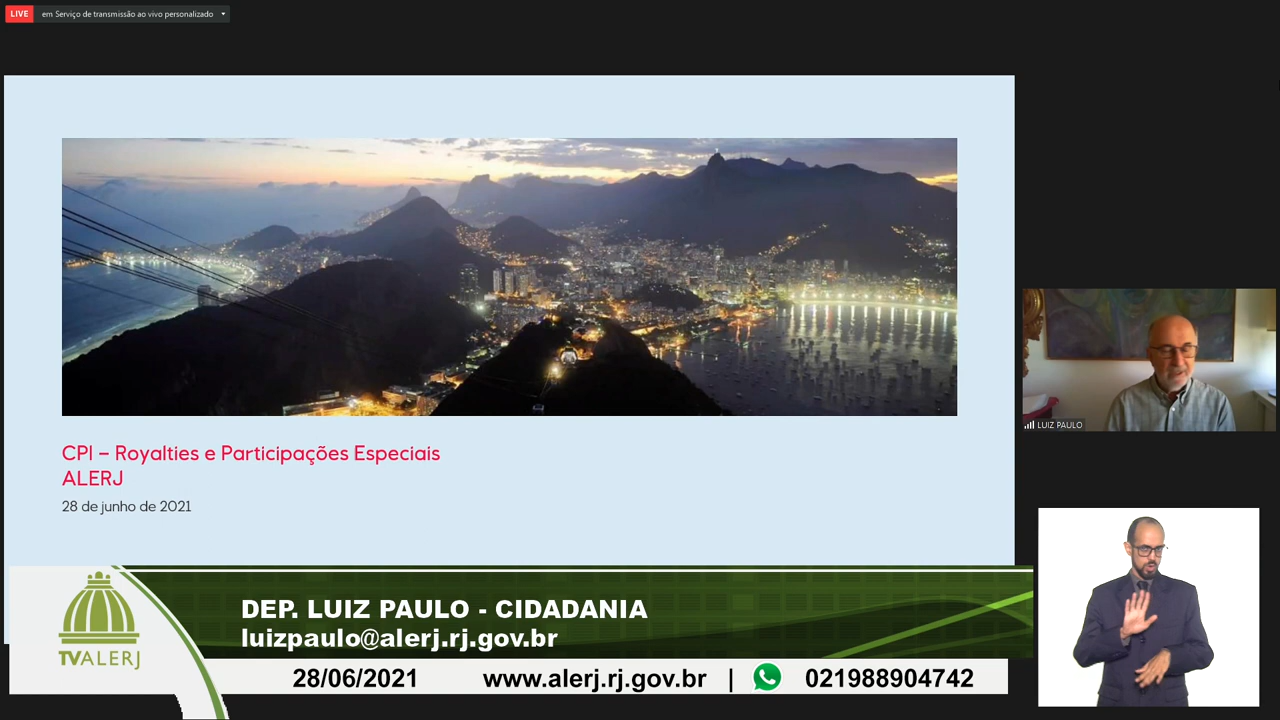 LIVE em Serviço de transmissão ao vivo personalizado
CPI – Royalties e Participações Especiais
ALERJ
28 de junho de 2021
LUIZ PAULO
TVALERJ
DEP. LUIZ PAULO - CIDADANIA
luizpaulo@alerj.rj.gov.br
28/06/2021 www.alerj.rj.gov.br | 021988904742